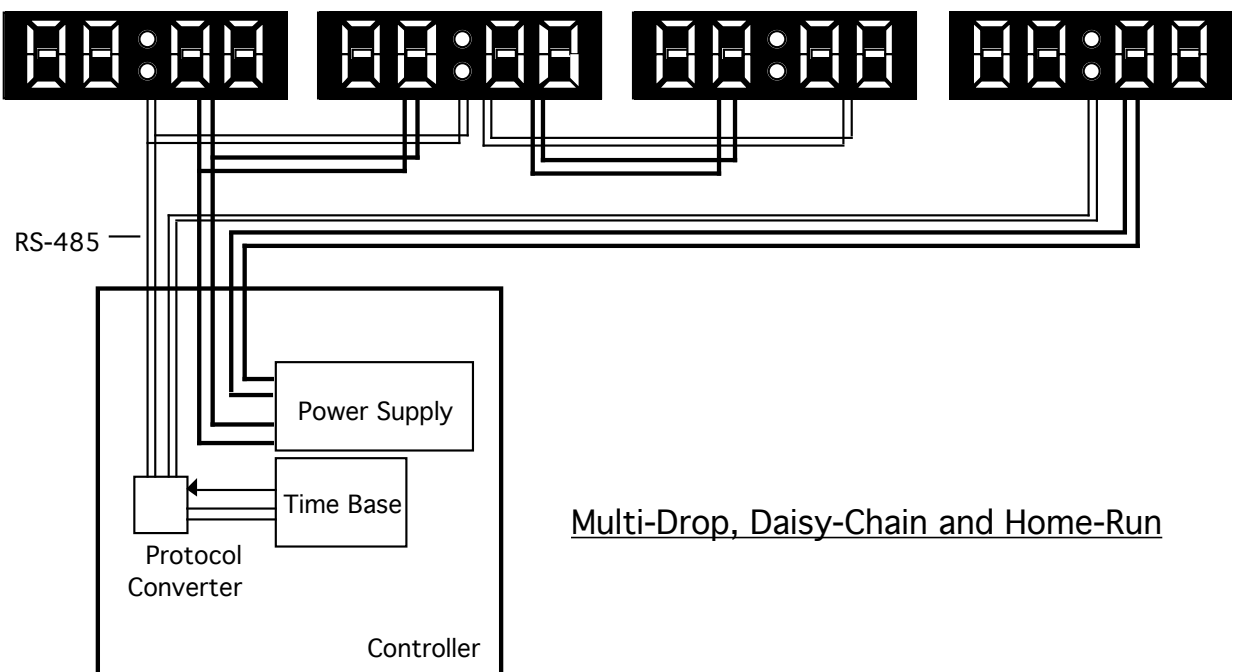 RS-485
Power Supply
Time Base
Multi-Drop, Daisy-Chain and Home-Run
Protocol
Converter
Controller